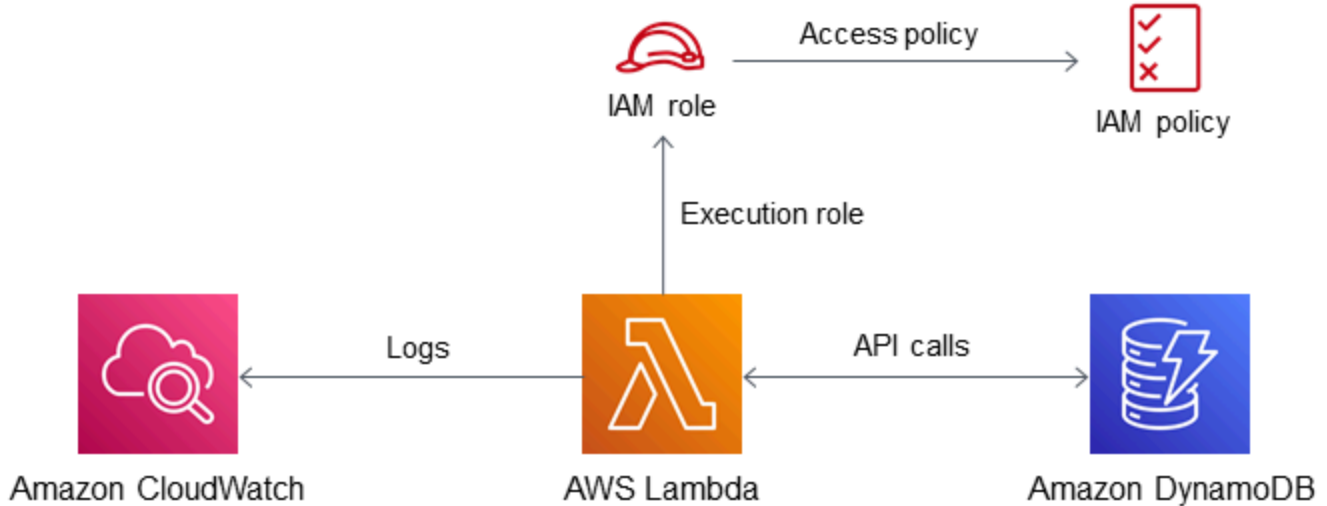 Access policy
IAM role
IAM policy
Execution role
Logs
API calls
Amazon CloudWatch
AWS Lambda
Amazon DynamoDB